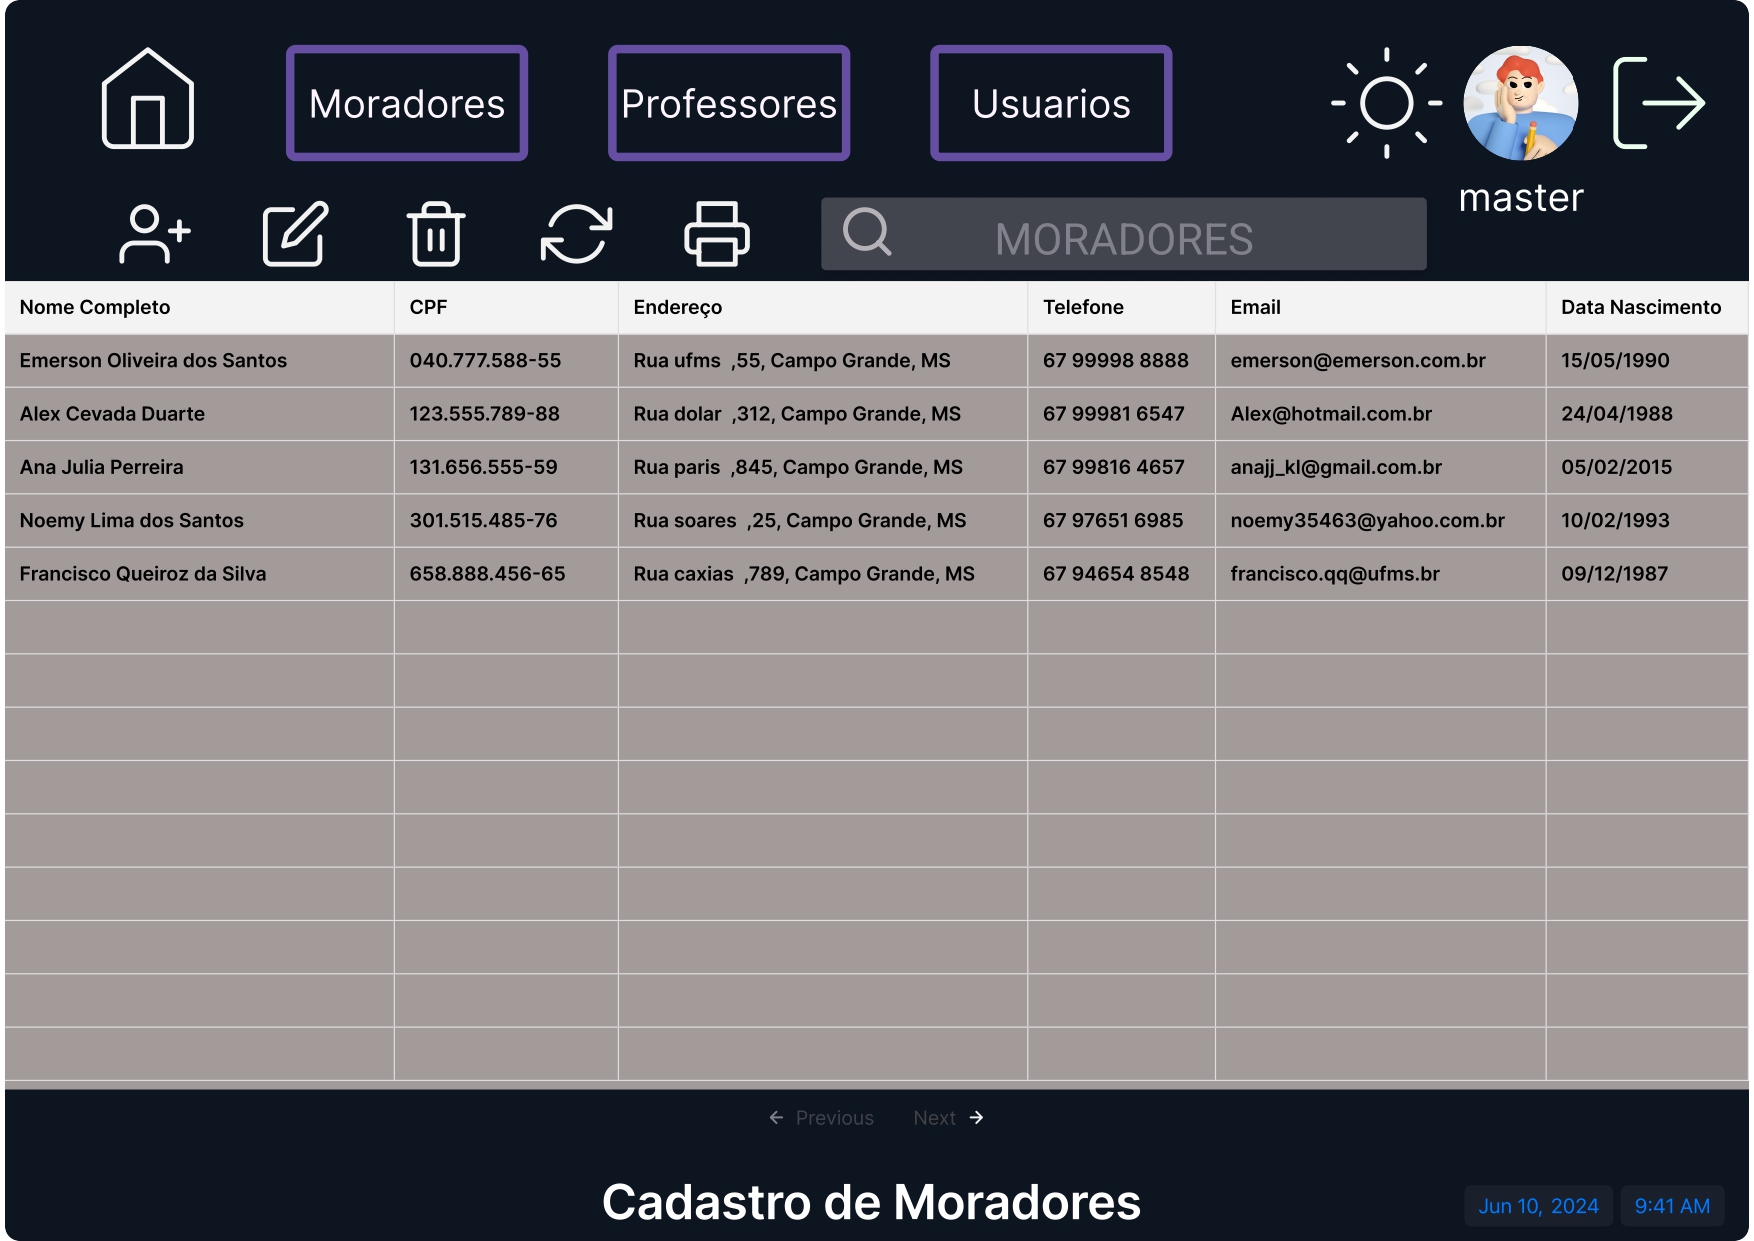 Moradores Professores Usuarios
master
MORADORES
Nome Completo CPF Endereço Telefone Email Data Nascimento
Emerson Oliveira dos Santos 040.777.588-55 Rua ufms  ,55, Campo Grande, MS 67 99998 8888 emerson@emerson.com.br 15/05/1990
Alex Cevada Duarte 123.555.789-88 Rua dolar  ,312, Campo Grande, MS 67 99981 6547 Alex@hotmail.com.br 24/04/1988
Ana Julia Perreira 131.656.555-59 Rua paris  ,845, Campo Grande, MS 67 99816 4657 anajj_kl@gmail.com.br 05/02/2015
Noemy Lima dos Santos 301.515.485-76 Rua soares  ,25, Campo Grande, MS 67 97651 6985 noemy35463@yahoo.com.br 10/02/1993
Francisco Queiroz da Silva 658.888.456-65 Rua caxias  ,789, Campo Grande, MS 67 94654 8548 francisco.qq@ufms.br 09/12/1987
Previous Next
Cadastro de Moradores
Jun 10, 2024 9:41 AM